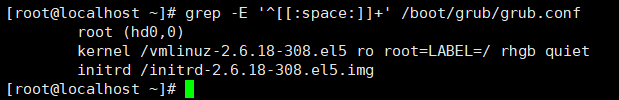 [root@localhost ~]# grep -E '^[[:space:]]+' /boot/grub/grub.conf
        root (hd0,0)
        kernel /vmlinuz-2.6.18-308.el5 ro root=LABEL=/ rhgb quiet
        initrd /initrd-2.6.18-308.el5.img
[root@localhost ~]#